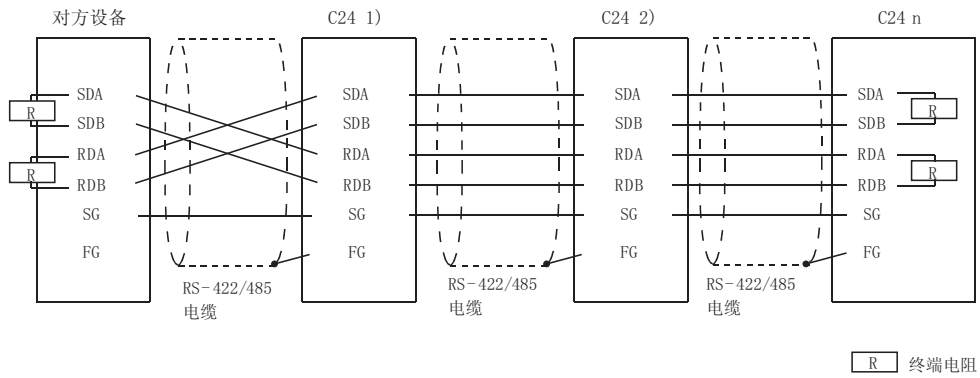 对方设备 C24 1) C24 2) C24 n
R SDA SDA SDA SDA R
SDB SDB SDB SDB
R RDA RDA RDA RDA R
RDB RDB RDB RDB
SG SG SG SG
FG FG FG FG
RS-422/485 RS-422/485 RS-422/485
电缆 电缆 电缆
R 终端电阻